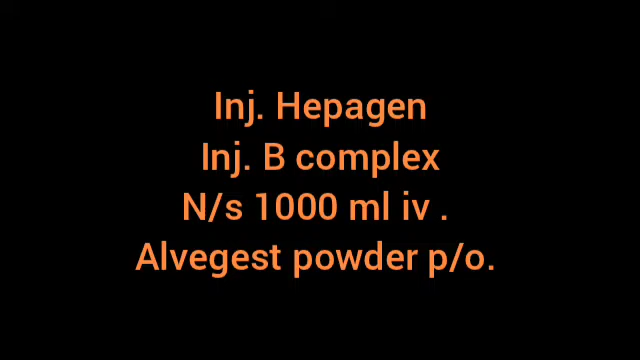 Inj. Hepagen
Inj. B complex
N/s 1000 ml iv .
Alvegest powder p/o.